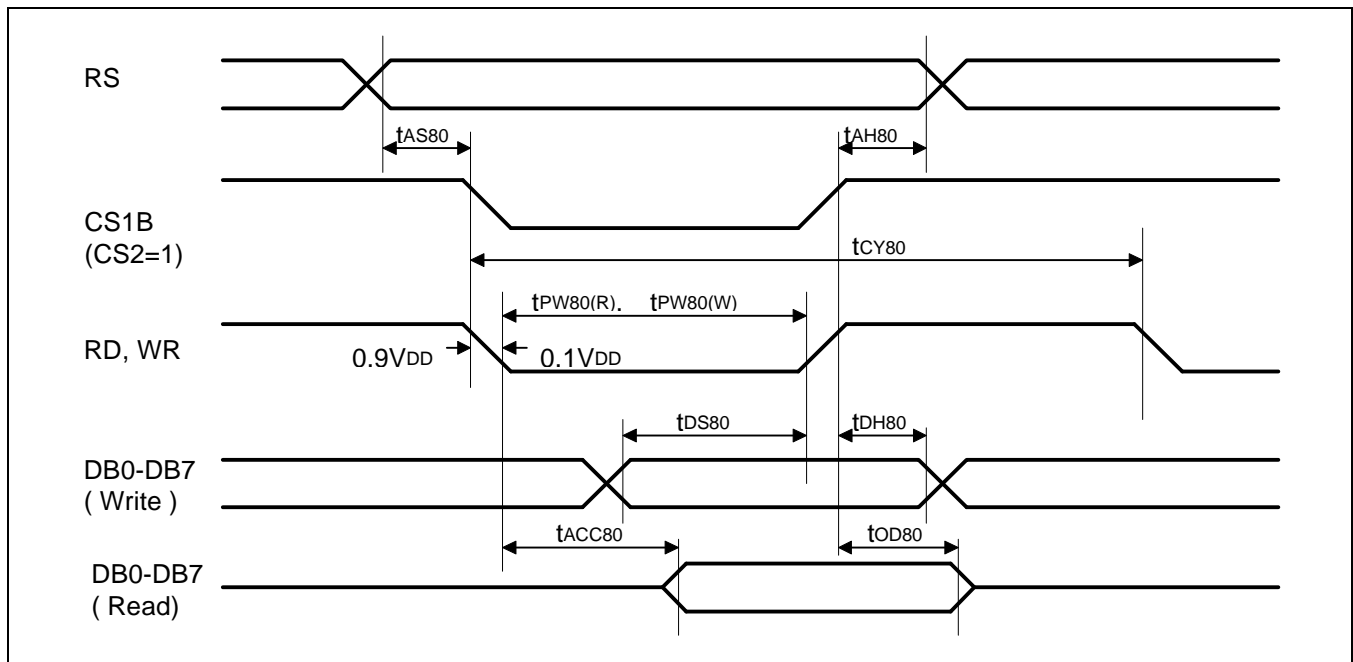 RS
tAS80
tAH80
CS1B
(CS2=1)
tCY80
tPW80(R). tPW80(W)
RD, WR
0.9VDD
0.1VDD
tDS80
tDH80
DB0-DB7
( Write )
tACC80
tOD80
DB0-DB7
( Read)